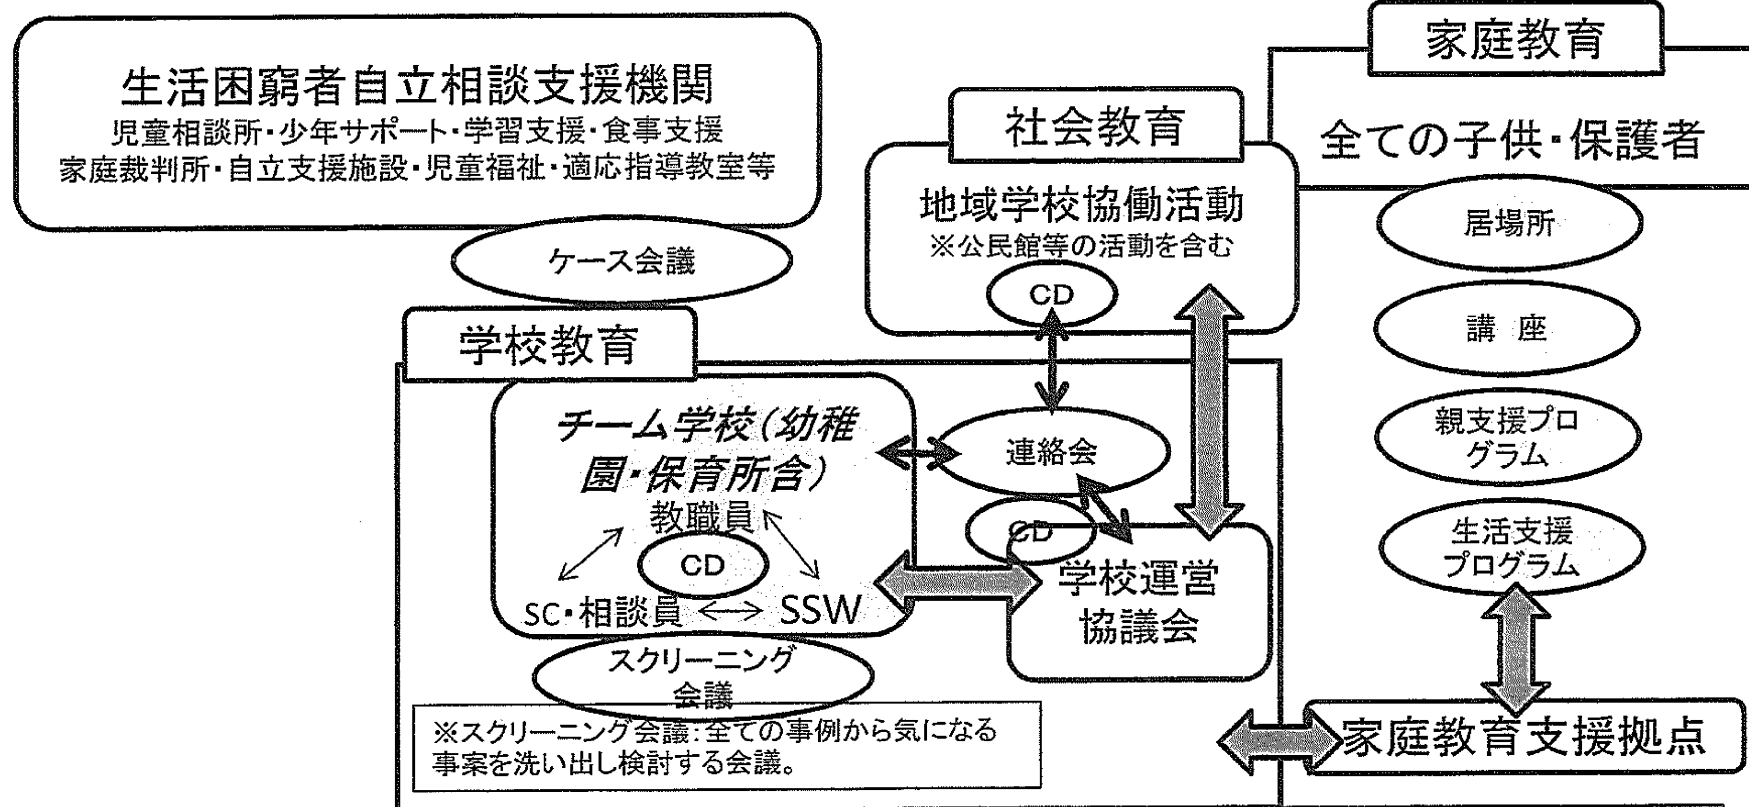 生活困窮者自立相談支援機関
児童相談所・少年サポート・学習支援・食事支援
家庭裁判所・自立支援施設・児童福祉・適応指導教室等
ケース会議
社会教育
地域学校協働活動
※公民館等の活動を含む
CD
家庭教育
全ての子供・保護者
居場所
講 座
親支援プロ
グラム
生活支援
プログラム
学校教育
チーム学校(幼稚
園・保育所含)
教職員
CD
SC・相談員
SSW
連絡会
CD
学校運営
協議会
スクリーニング
会議
※スクリーニング会議:全ての事例から気になる
事案を洗い出し検討する会議。
家庭教育支援拠点